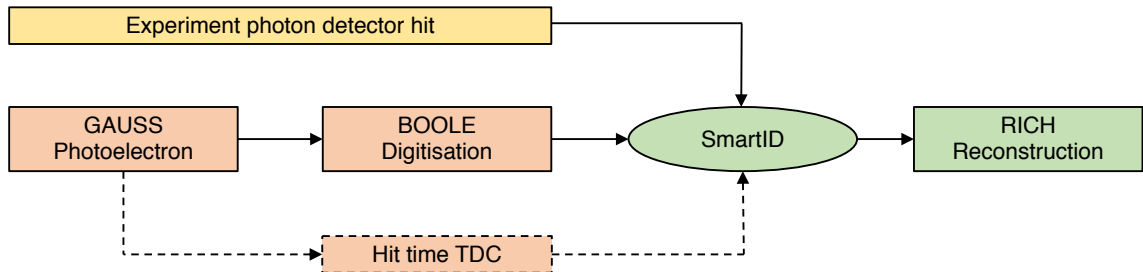 Experiment photon detector hit
GAUSS
Photoelectron
BOOLE
Digitisation
SmartID
RICH
Reconstruction
Hit time TDC